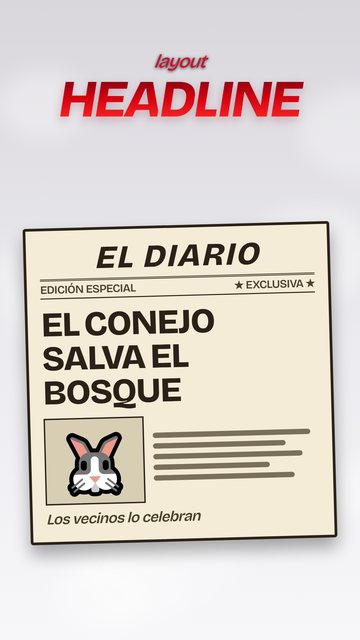 layout
HEADLINE
EL DIARIO
EDICIÓN ESPECIAL ★ EXCLUSIVA ★
EL CONEJO
SALVA EL
BOSQUE
Los vecinos lo celebran